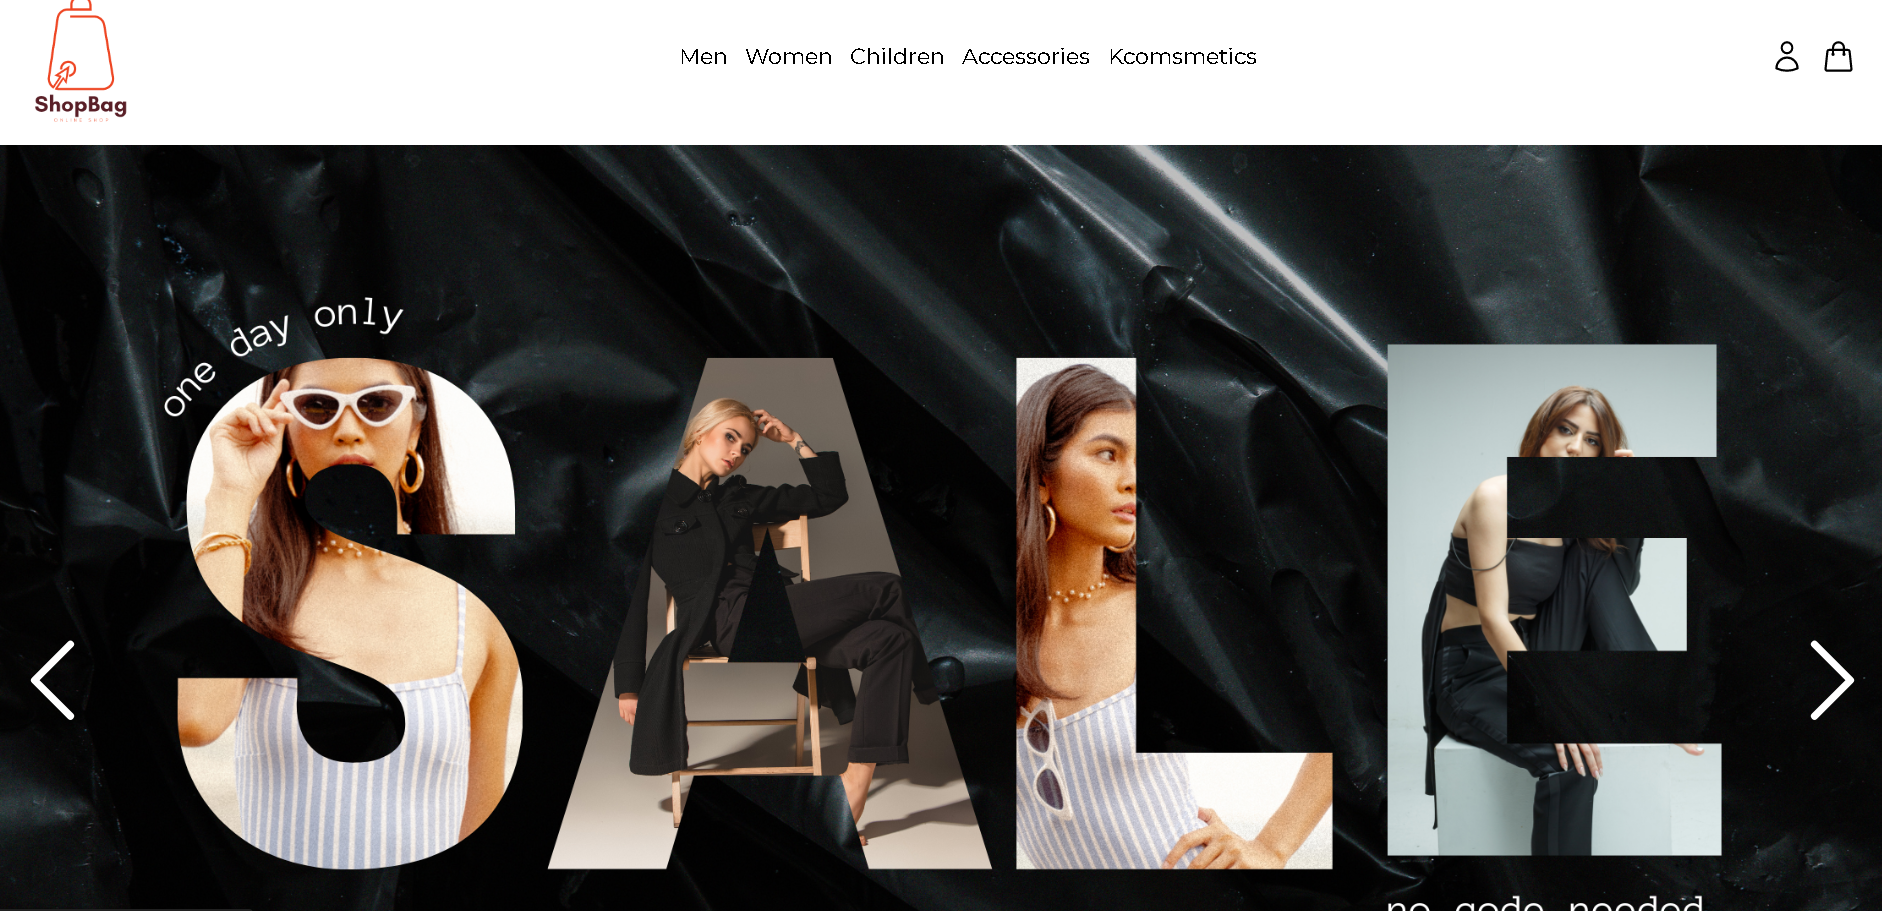 Men Women Children Accessories Kcomsmetics
ShopBag
ONLINE SHOP
one day only
SALE
no code needed